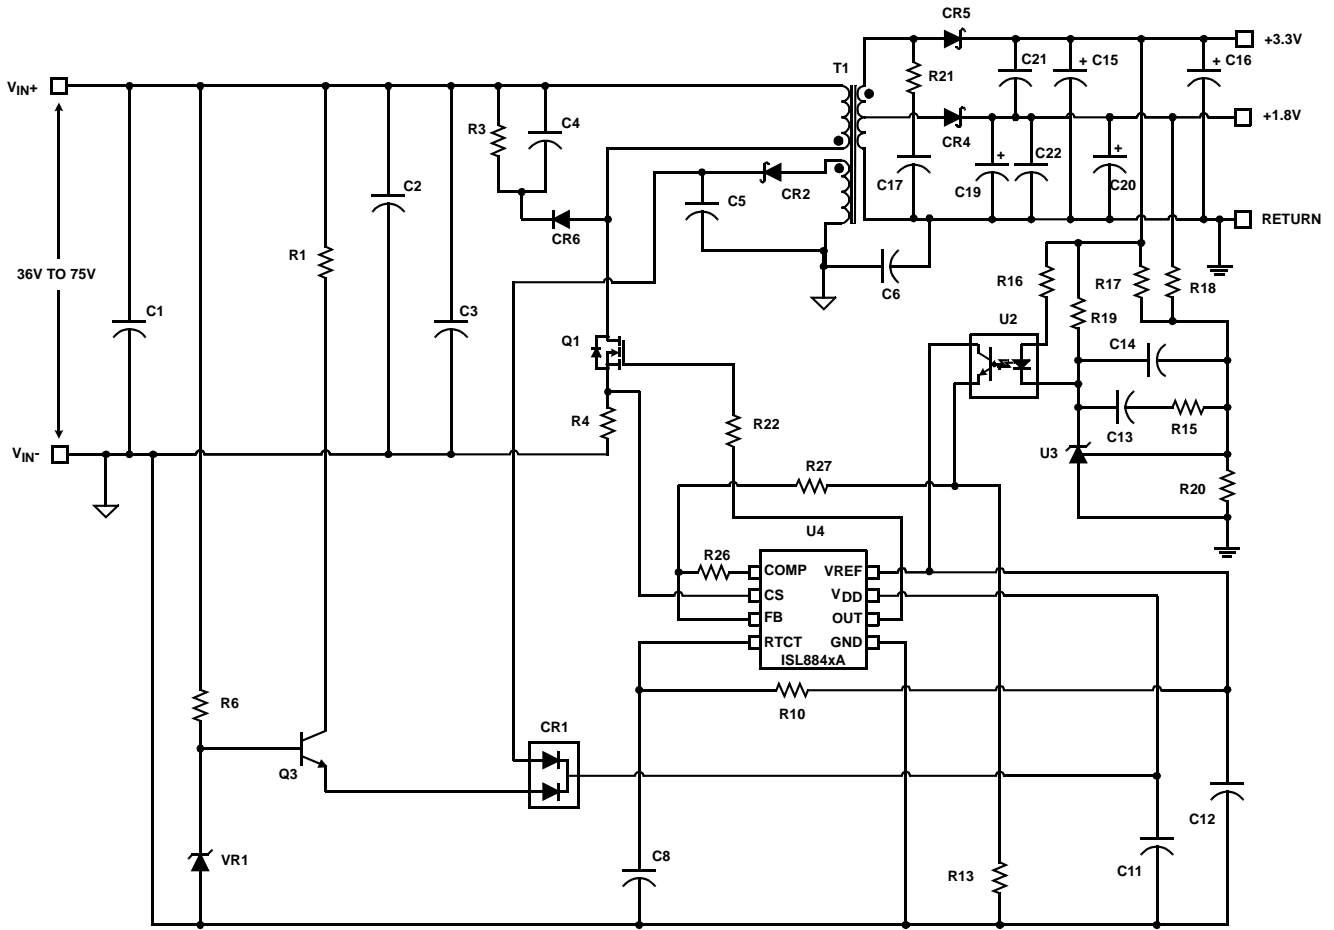 CR5
+3.3V
T1
C21
+ C15
+ C16
VIN+
R21
R3
C4
+1.8V
CR4
+
C22
+
C17
C19
C20
C2
C5
CR2
RETURN
CR6
R1
36V TO 75V
R16
R17
R18
C6
C1
C3
U2
R19
Q1
C14
R4
R22
C13
R15
VIN-
U3
R27
R20
U4
R26
COMP
VREF
CS
VDD
FB
OUT
RTCT
GND
ISL884xA
R6
R10
CR1
Q3
C12
VR1
C8
R13
C11